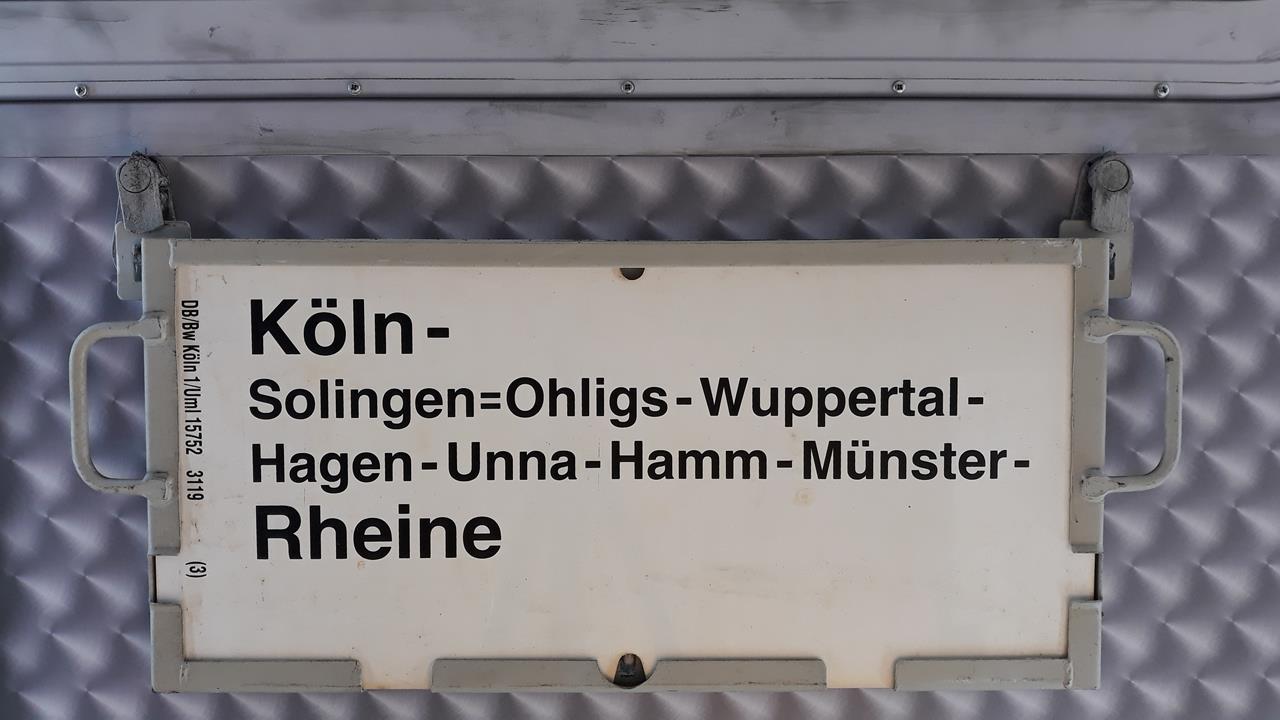 Köln-
Solingen=Ohligs-Wuppertal-
Hagen-Unna-Hamm-Münster-
Rheine
DB/Bw Köln 1/Uml 15752 3119 (3)